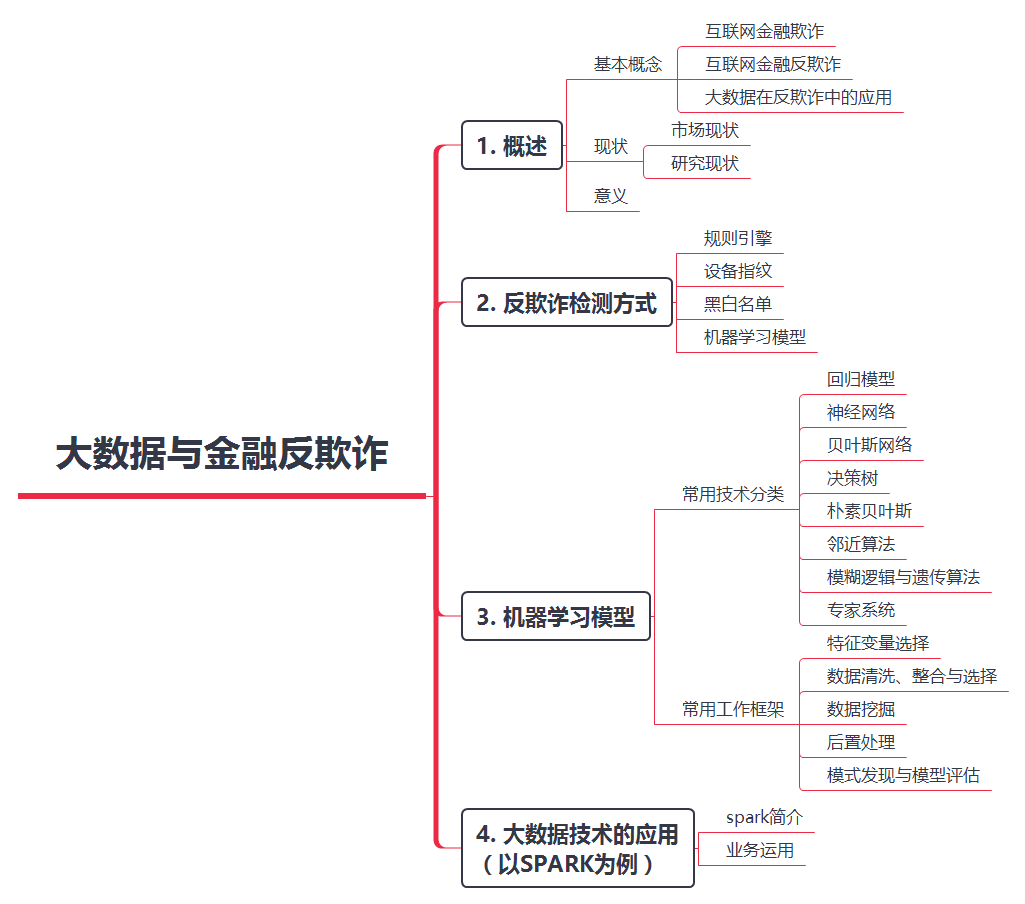 大数据与金融反欺诈
1. 概述
基本概念
互联网金融欺诈
互联网金融反欺诈
大数据在反欺诈中的应用
现状
市场现状
研究现状
意义
2. 反欺诈检测方式
规则引擎
设备指纹
黑白名单
机器学习模型
3. 机器学习模型
常用技术分类
回归模型
神经网络
贝叶斯网络
决策树
朴素贝叶斯
邻近算法
模糊逻辑与遗传算法
专家系统
常用工作框架
特征变量选择
数据清洗、整合与选择
数据挖掘
后置处理
模式发现与模型评估
4. 大数据技术的应用
（以SPARK为例）
spark简介
业务运用